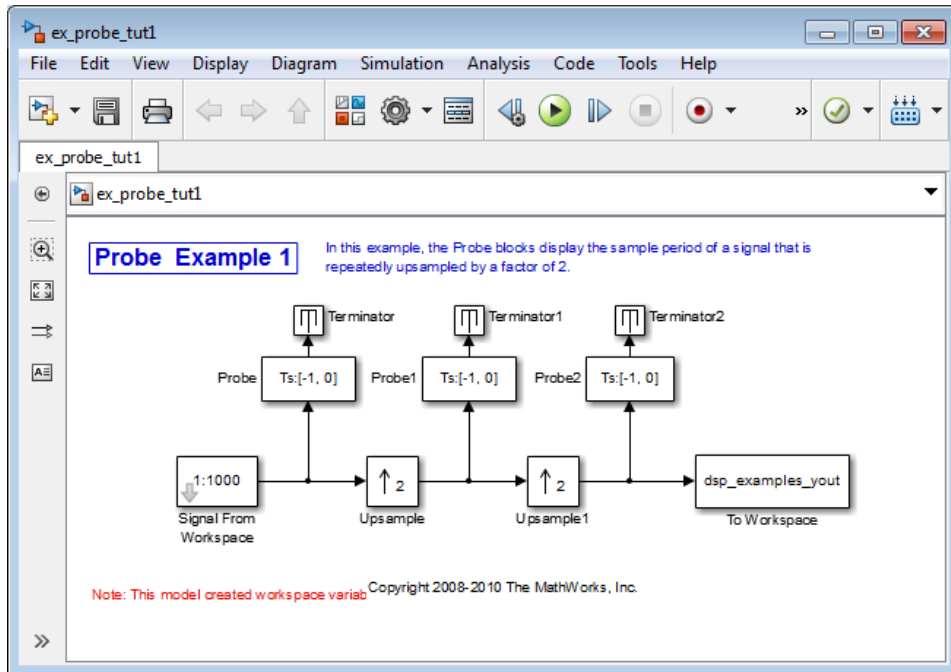 ex_probe_tut1
File Edit View Display Diagram Simulation Analysis Code Tools Help
»
ex_probe_tut1
ex_probe_tut1
Probe Example 1
In this example, the Probe blocks display the sample period of a signal that is
repeatedly upsampled by a factor of 2.
Terminator Terminator1 Terminator2
Probe Ts:[-1, 0] Probe1 Ts:[-1, 0] Probe2 Ts:[-1, 0]
1:1000 ↑2 ↑2 dsp_examples_yout
Signal From Upsample Upsample1 To Workspace
Workspace
Note: This model created workspace variab Copyright 2008-2010 The MathWorks, Inc.
A
»